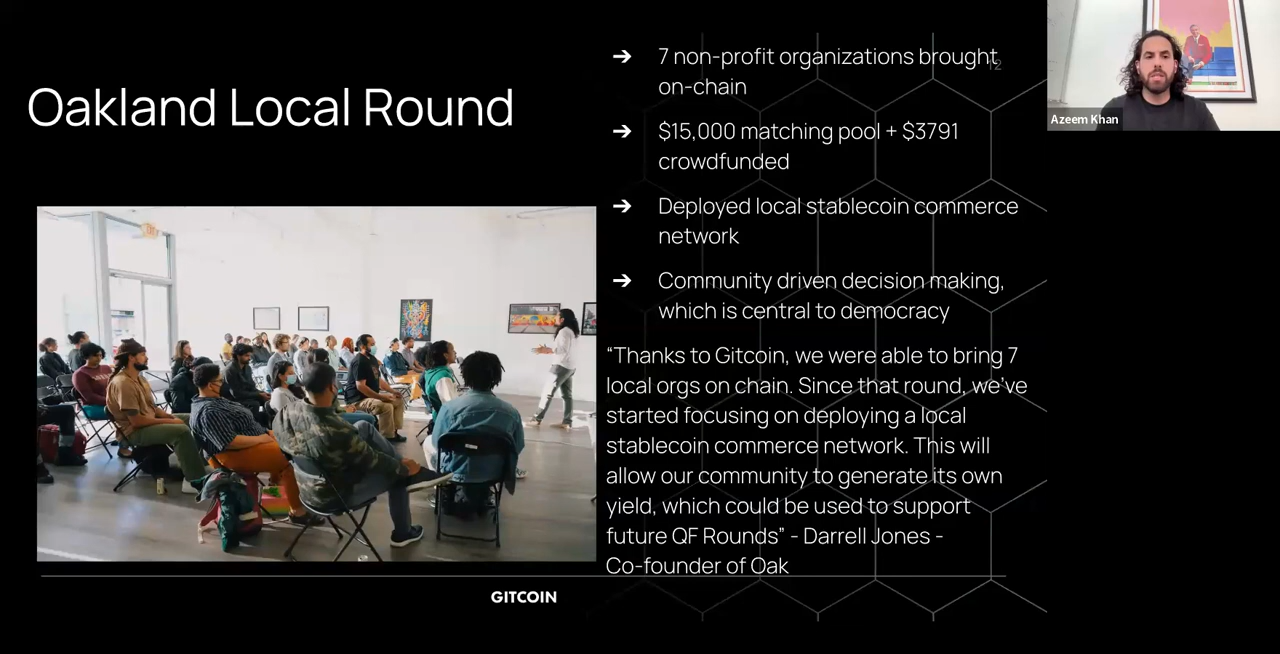 Oakland Local Round
➔ 7 non-profit organizations brought
on-chain
12
➔ $15,000 matching pool + $3791
crowdfunded
➔ Deployed local stablecoin commerce
network
➔ Community driven decision making,
which is central to democracy
“Thanks to Gitcoin, we were able to bring 7
local orgs on chain. Since that round, we’ve
started focusing on deploying a local
stablecoin commerce network. This will
allow our community to generate its own
yield, which could be used to support
future QF Rounds” - Darrell Jones -
Co-founder of Oak
GITCOIN
Azeem Khan
EXIT